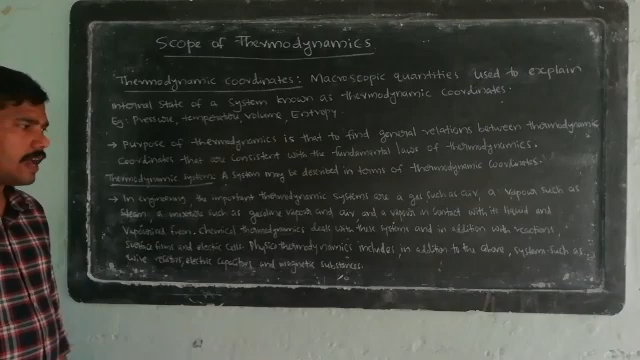 Scope of Thermodynamics
Thermodynamic coordinates: Macroscopic quantities used to explain
internal state of a system known as thermodynamic coordinates.
Eg: Pressure, temperature, volume, Entropy.
→ Purpose of thermodynamics is that to find general relations between thermodynamic
coordinates that are consistent with the fundamental laws of thermodynamics.
Thermodynamic system: A system may be described in terms of thermodynamic coordinates.
→ In engineering, the important thermodynamic systems are a gas such as air, a vapour such as
steam, a mixture such as gasoline vapour and air, and a vapour in contact with its liquid and
vapourised from. Chemical thermodynamics deals with these systems and in addition with reactions,
surface films and electric cells. Physics thermodynamics includes, in addition to the above, systems such as
wire electric capacitors and magnetic substances.